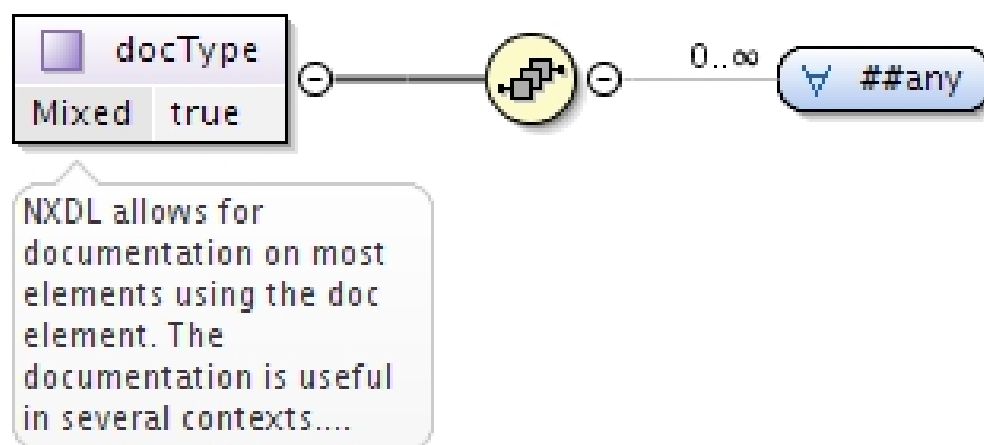 docType
Mixed true
0..∞
##any
NXDL allows for
documentation on most
elements using the doc
element. The
documentation is useful
in several contexts....